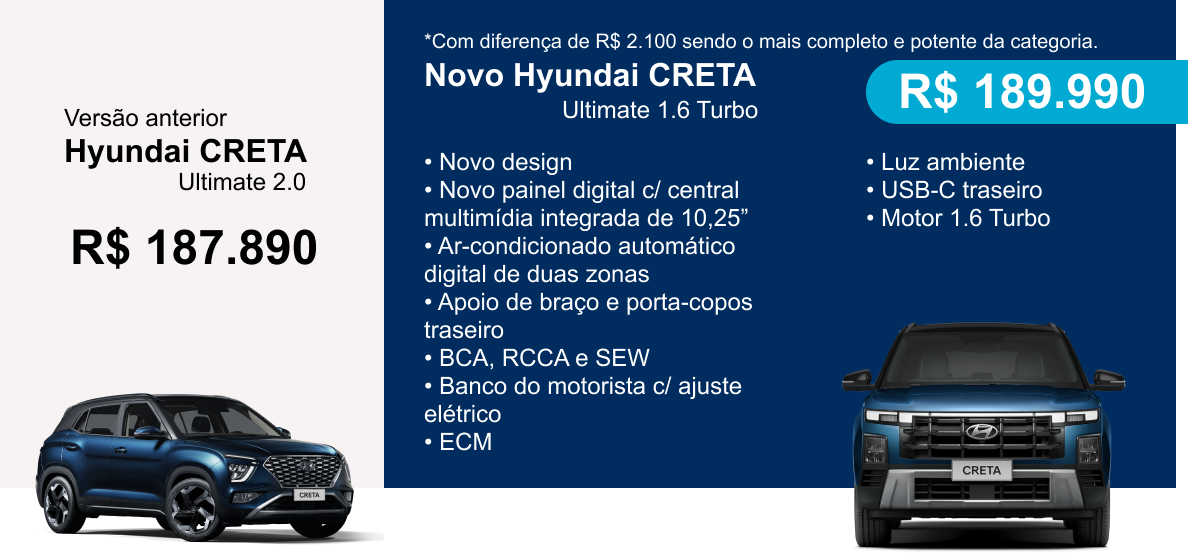 Versão anterior
Hyundai CRETA
Ultimate 2.0
R$ 187.890
CRETA
*Com diferença de R$ 2.100 sendo o mais completo e potente da categoria.
Novo Hyundai CRETA
Ultimate 1.6 Turbo
R$ 189.990
• Novo design
• Novo painel digital c/ central
multimídia integrada de 10,25”
• Ar-condicionado automático
digital de duas zonas
• Apoio de braço e porta-copos
traseiro
• BCA, RCCA e SEW
• Banco do motorista c/ ajuste
elétrico
• ECM
• Luz ambiente
• USB-C traseiro
• Motor 1.6 Turbo
CRETA